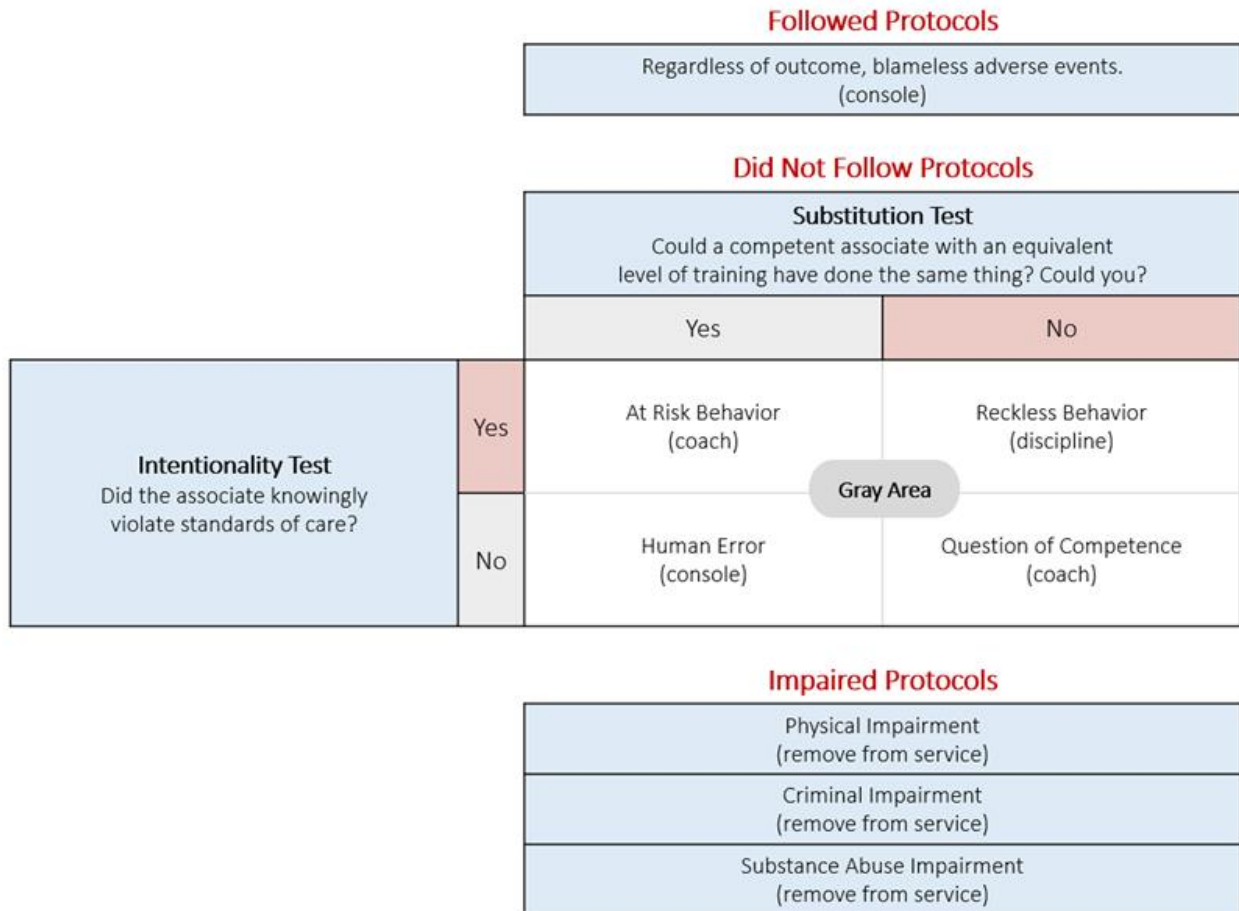 Followed Protocols
Regardless of outcome, blameless adverse events.
(console)
Did Not Follow Protocols
Substitution Test
Could a competent associate with an equivalent
level of training have done the same thing? Could you?
Yes
No
Intentionality Test
Did the associate knowingly
violate standards of care?
Yes
At Risk Behavior
(coach)
Reckless Behavior
(discipline)
Gray Area
No
Human Error
(console)
Question of Competence
(coach)
Impaired Protocols
Physical Impairment
(remove from service)
Criminal Impairment
(remove from service)
Substance Abuse Impairment
(remove from service)